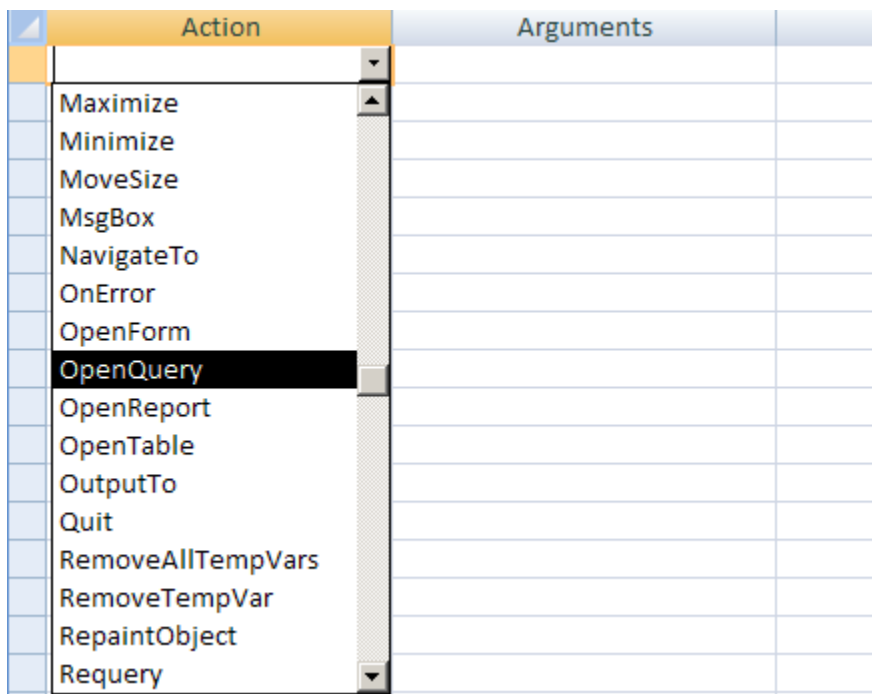 Action Arguments
Maximize
Minimize
MoveSize
MsgBox
NavigateTo
OnError
OpenForm
OpenQuery
OpenReport
OpenTable
OutputTo
Quit
RemoveAllTempVars
RemoveTempVar
RepaintObject
Requery